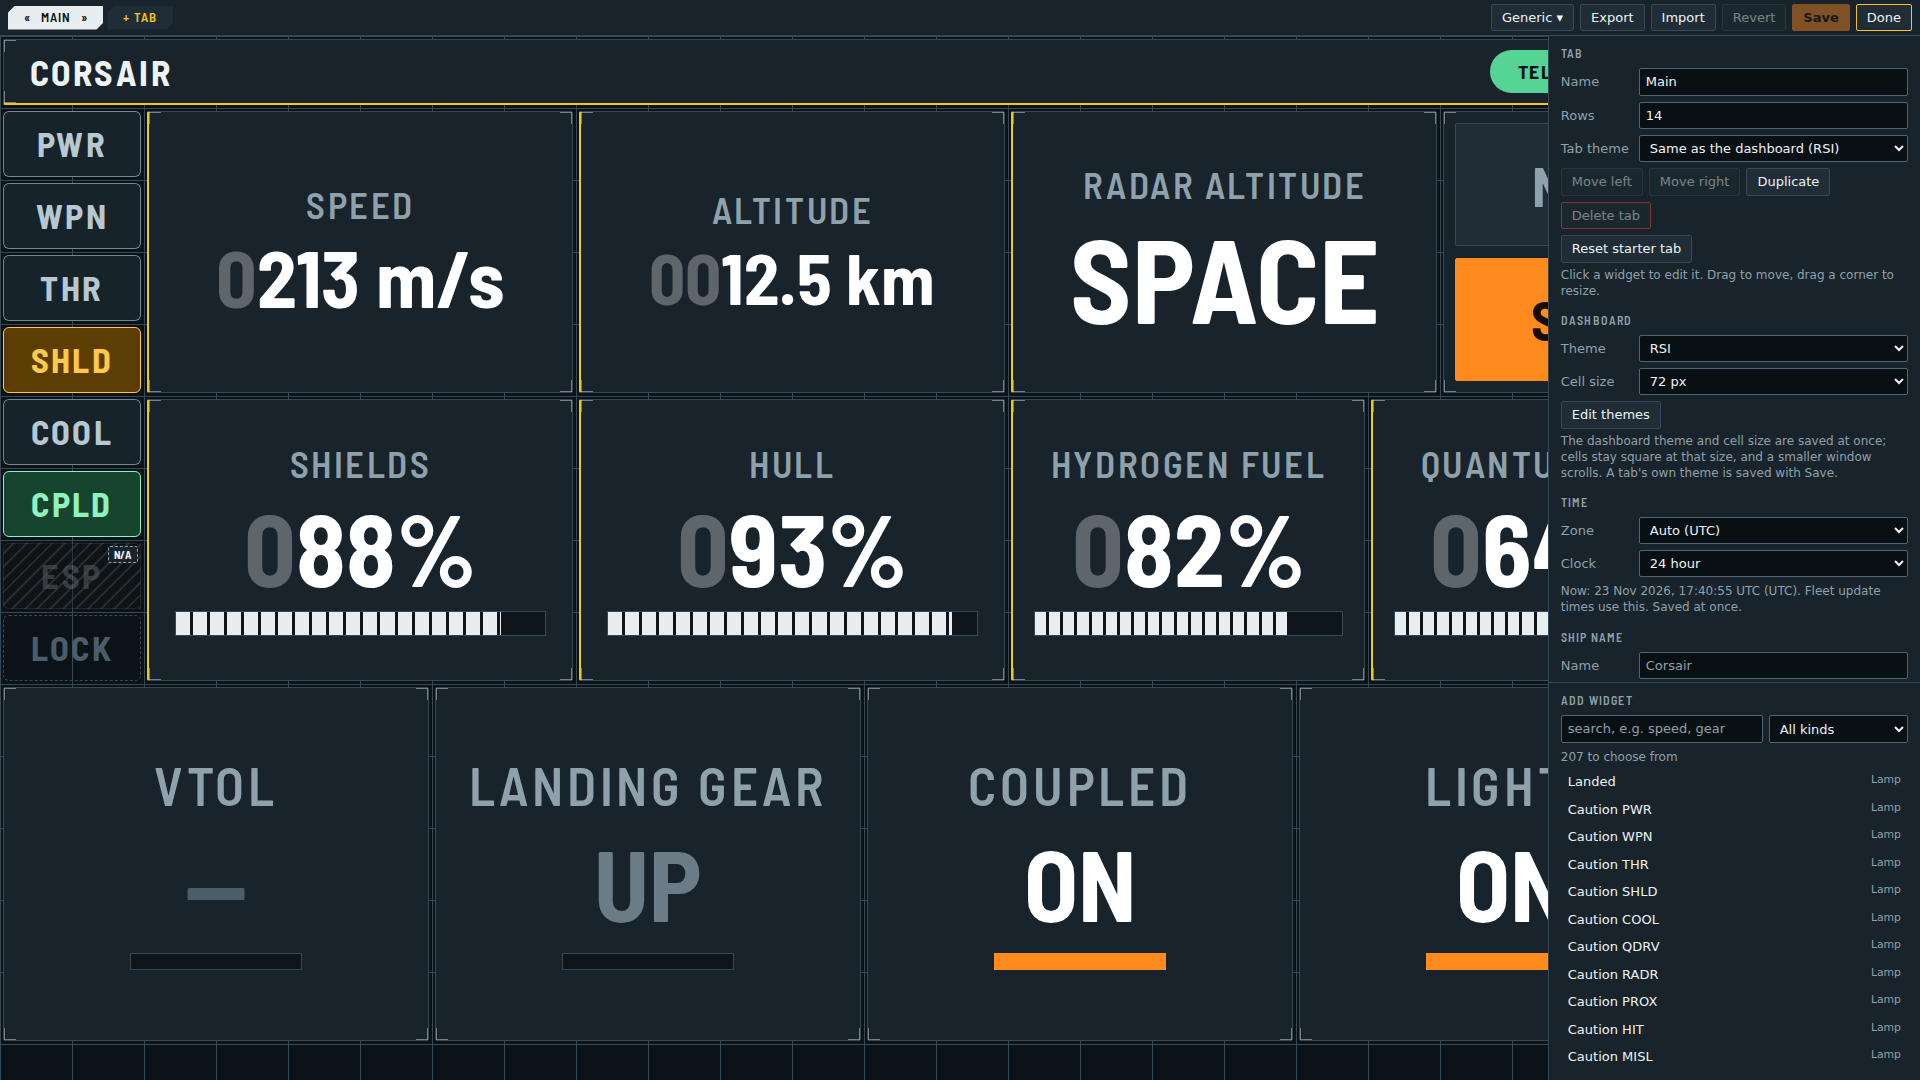 « MAIN »
+ TAB
Generic ▾
Export
Import
Revert
Save
Done
CORSAIR
TEL
PWR
WPN
THR
SHLD
COOL
CPLD
ESP
N/A
LOCK
SPEED
0213 m/s
ALTITUDE
0012.5 km
RADAR ALTITUDE
SPACE
SHIELDS
088%
HULL
093%
HYDROGEN FUEL
082%
QUANTU
064
VTOL
–
LANDING GEAR
UP
COUPLED
ON
LIGHT
ON
TAB
Name
Main
Rows
14
Tab theme
Same as the dashboard (RSI)
Move left
Move right
Duplicate
Delete tab
Reset starter tab
Click a widget to edit it. Drag to move, drag a corner to
resize.
DASHBOARD
Theme
RSI
Cell size
72 px
Edit themes
The dashboard theme and cell size are saved at once;
cells stay square at that size, and a smaller window
scrolls. A tab's own theme is saved with Save.
TIME
Zone
Auto (UTC)
Clock
24 hour
Now: 23 Nov 2026, 17:40:55 UTC (UTC). Fleet update
times use this. Saved at once.
SHIP NAME
Name
Corsair
ADD WIDGET
search, e.g. speed, gear
All kinds
207 to choose from
Landed
Lamp
Caution PWR
Lamp
Caution WPN
Lamp
Caution THR
Lamp
Caution SHLD
Lamp
Caution COOL
Lamp
Caution QDRV
Lamp
Caution RADR
Lamp
Caution PROX
Lamp
Caution HIT
Lamp
Caution MISL
Lamp